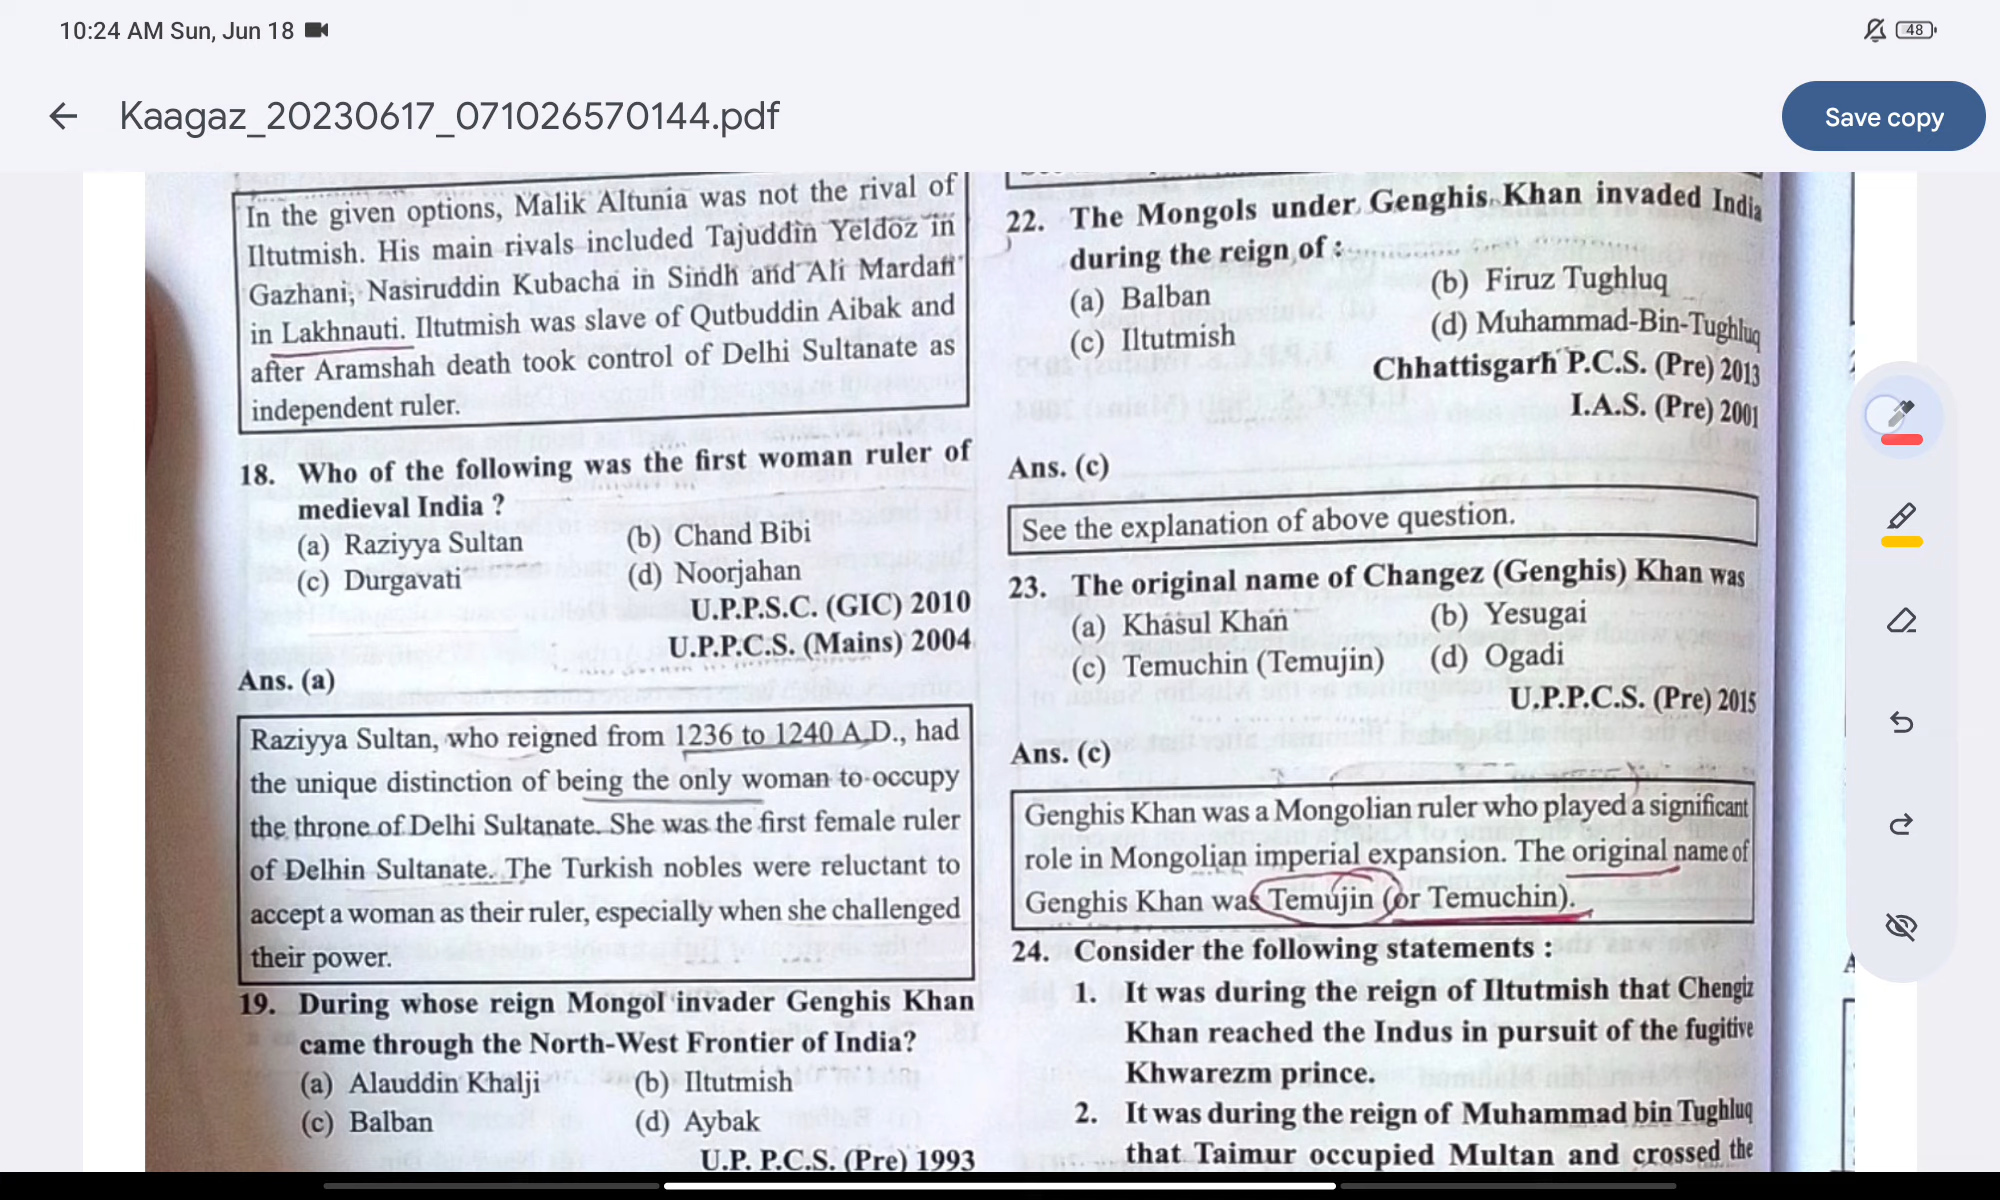 10:24 AM Sun, Jun 18
48
Kaagaz_20230617_071026570144.pdf
Save copy
In the given options, Malik Altunia was not the rival of
Iltutmish. His main rivals included Tajuddin Yeldoz in
Gazhani, Nasiruddin Kubacha in Sindh and Ali Mardan
in Lakhnauti. Iltutmish was slave of Qutbuddin Aibak and
after Aramshah death took control of Delhi Sultanate as
independent ruler.
18. Who of the following was the first woman ruler of
medieval India ?
(a) Raziyya Sultan (b) Chand Bibi
(c) Durgavati (d) Noorjahan
U.P.P.S.C. (GIC) 2010
U.P.P.C.S. (Mains) 2004
Ans. (a)
Raziyya Sultan, who reigned from 1236 to 1240 A.D., had
the unique distinction of being the only woman to occupy
the throne of Delhi Sultanate. She was the first female ruler
of Delhin Sultanate. The Turkish nobles were reluctant to
accept a woman as their ruler, especially when she challenged
their power.
19. During whose reign Mongol invader Genghis Khan
came through the North-West Frontier of India?
(a) Alauddin Khalji (b) Iltutmish
(c) Balban (d) Aybak
U.P. P.C.S. (Pre) 1993
22. The Mongols under Genghis Khan invaded India
during the reign of :
(a) Balban (b) Firuz Tughluq
(c) Iltutmish (d) Muhammad-Bin-Tughluq
Chhattisgarh P.C.S. (Pre) 2013
I.A.S. (Pre) 2001
Ans. (c)
See the explanation of above question.
23. The original name of Changez (Genghis) Khan was
(a) Khasul Khan (b) Yesugai
(c) Temuchin (Temujin) (d) Ogadi
U.P.P.C.S. (Pre) 2015
Ans. (c)
Genghis Khan was a Mongolian ruler who played a significant
role in Mongolian imperial expansion. The original name of
Genghis Khan was Temujin (or Temuchin).
24. Consider the following statements :
1. It was during the reign of Iltutmish that Chengiz
Khan reached the Indus in pursuit of the fugitive
Khwarezm prince.
2. It was during the reign of Muhammad bin Tughluq
that Taimur occupied Multan and crossed the